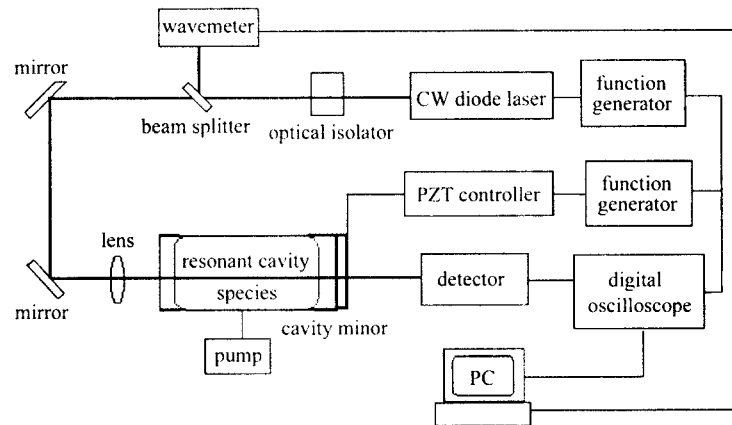 wavemeter
mirror
beam splitter
optical isolator
CW diode laser
function
generator
PZT controller
function
generator
lens
resonant cavity
species
mirror
cavity minor
detector
digital
oscilloscope
pump
PC